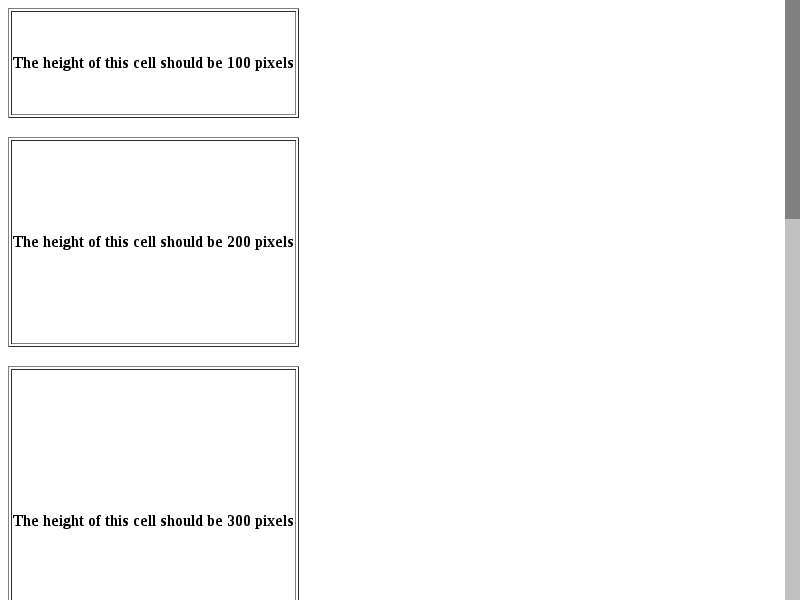 The height of this cell should be 100 pixels
The height of this cell should be 200 pixels
The height of this cell should be 300 pixels